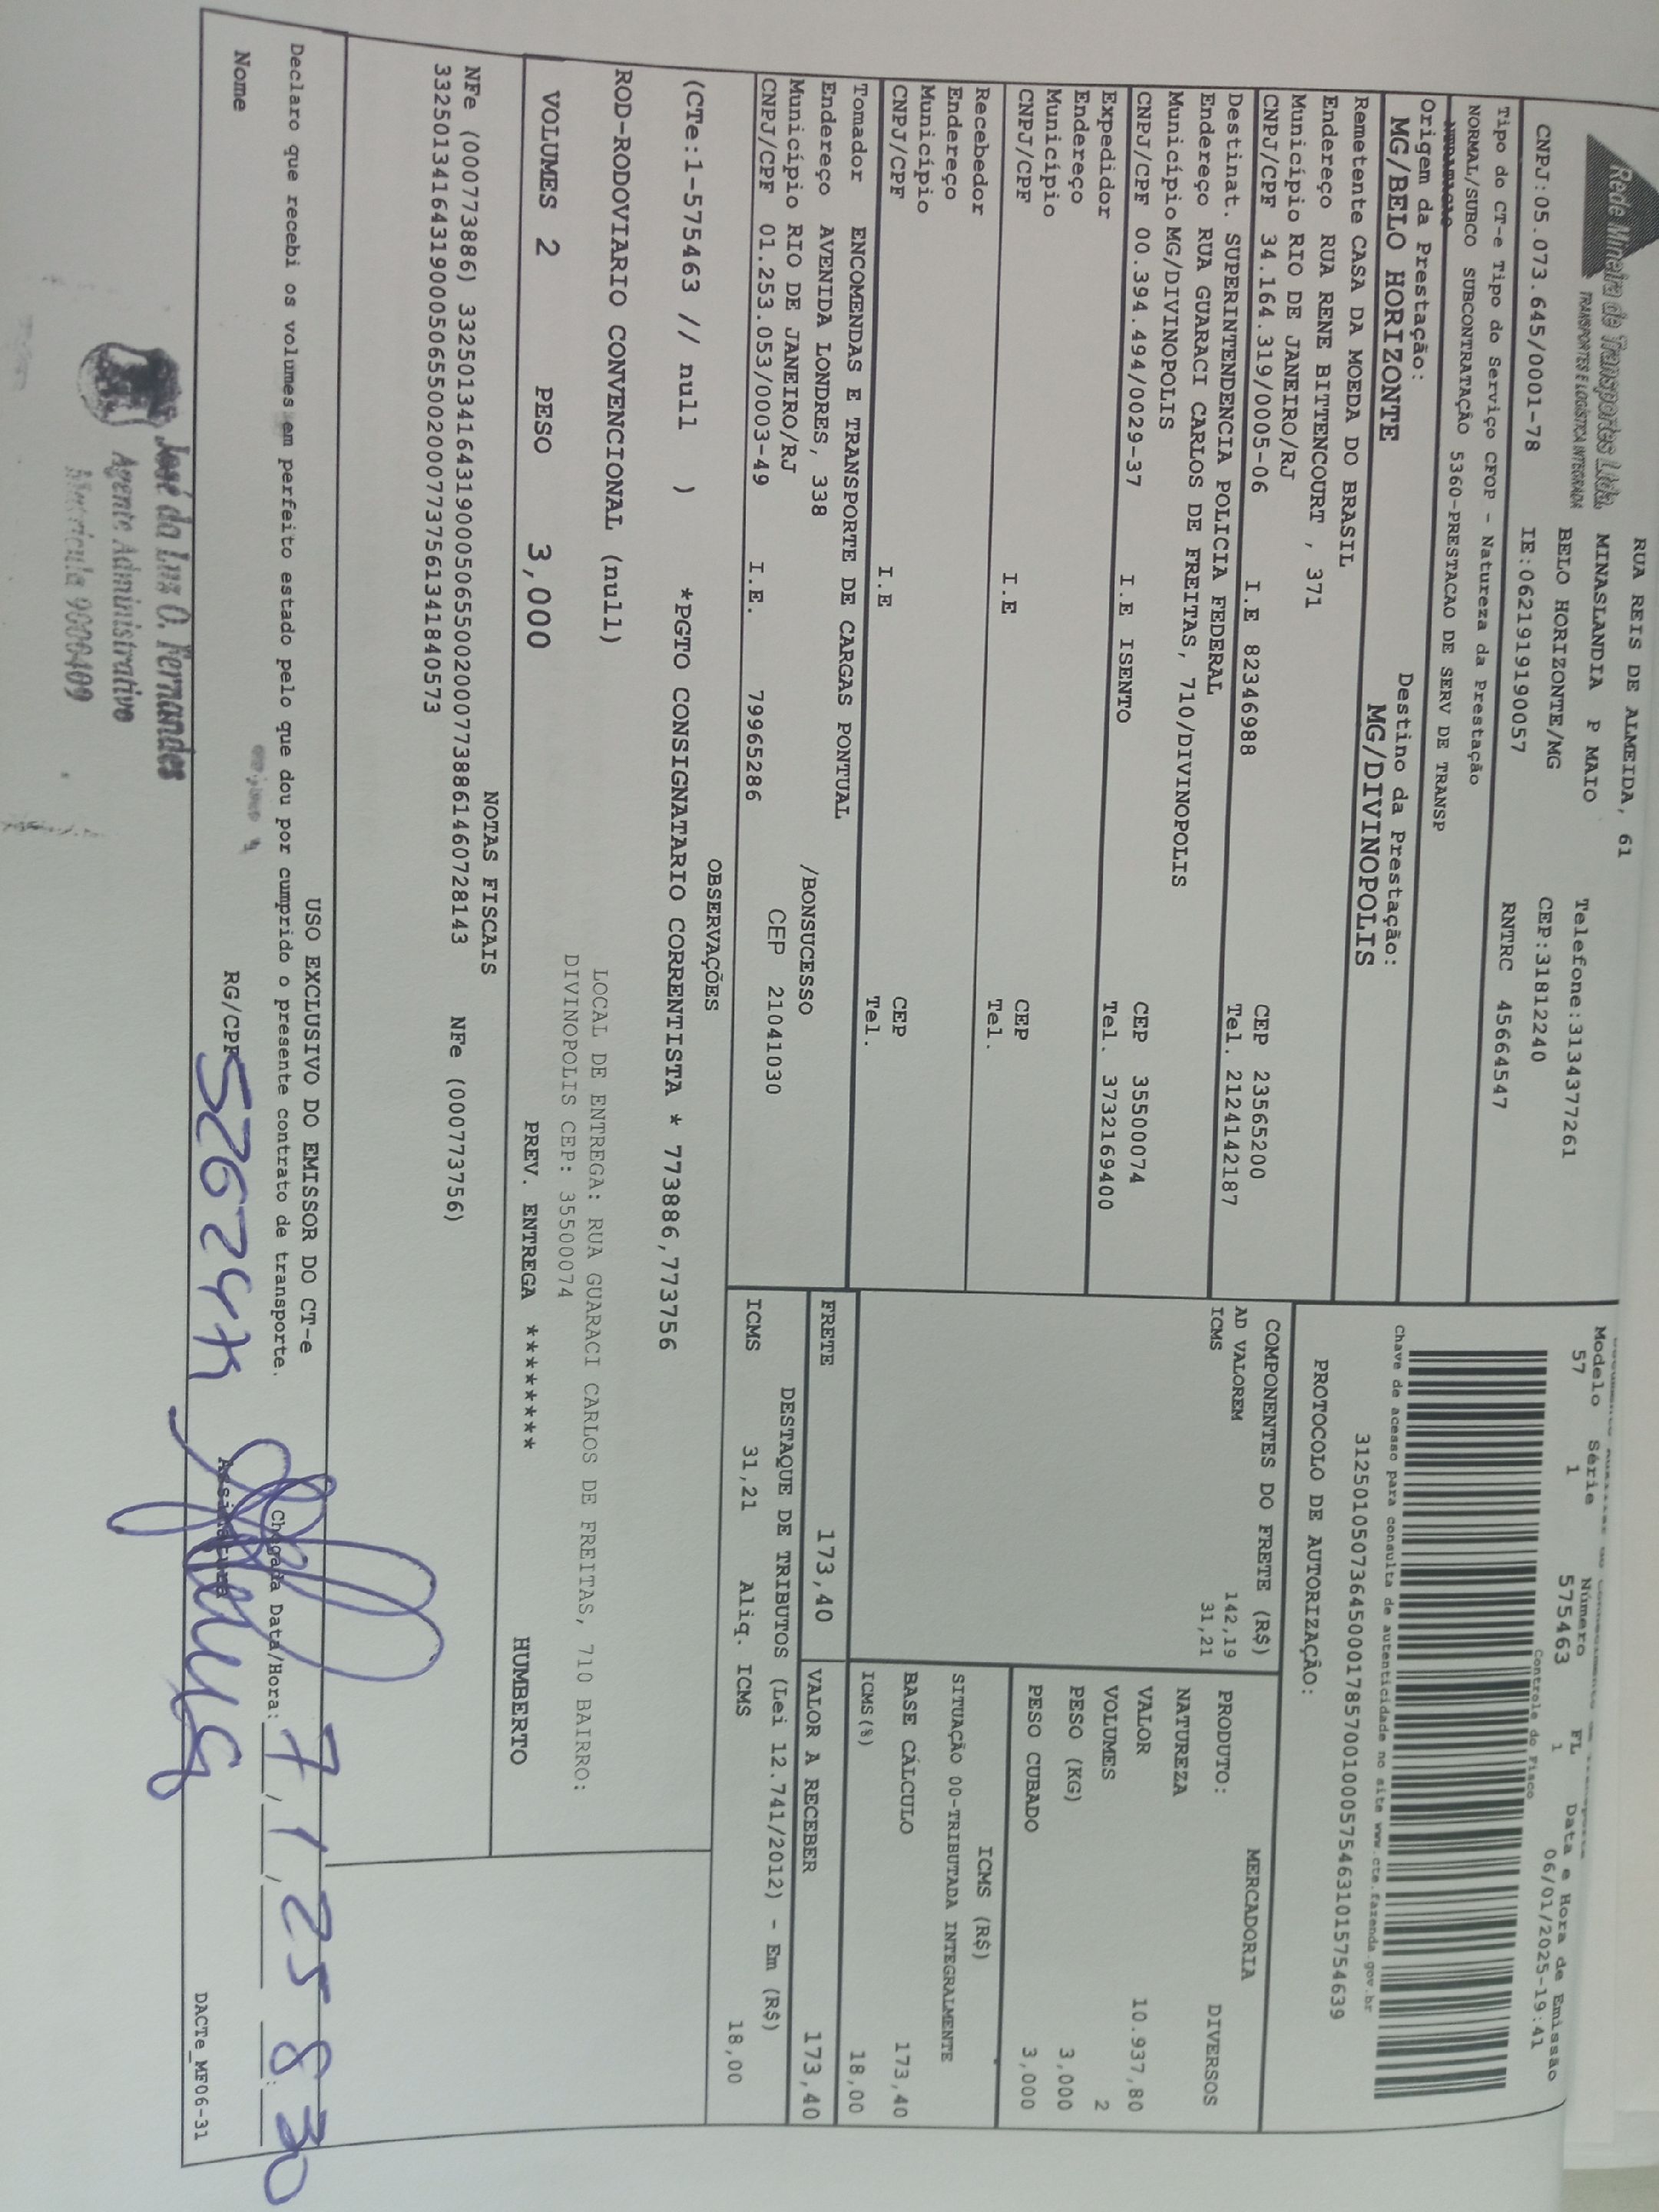 Rede Mineira de Transportes Ltda.
TRANSPORTES E LOGÍSTICA INTEGRADA
RUA REIS DE ALMEIDA, 61
MINASLANDIA P MAIO Telefone:3134377261
BELO HORIZONTE/MG CEP:31812240
CNPJ:05.073.645/0001-78 IE:0621919190057 RNTRC 45664547
Modelo Série Número FL Data e Hora de Emissão
57 1 575463 1 06/01/2025-19:41
Controle do Fisco
Tipo do CT-e Tipo do Serviço CFOP - Natureza da Prestação
NORMAL/SUBCO SUBCONTRATAÇÃO 5360-PRESTACAO DE SERV DE TRANSP
Origem da Prestação: Destino da Prestação:
MG/BELO HORIZONTE MG/DIVINOPOLIS
Chave de acesso para consulta de autenticidade no site www.cte.fazenda.gov.br
31250105073645000178570010005754631015754639
PROTOCOLO DE AUTORIZAÇÃO:
Remetente CASA DA MOEDA DO BRASIL
Endereço RUA RENE BITTENCOURT , 371
Município RIO DE JANEIRO/RJ CEP 23565200
CNPJ/CPF 34.164.319/0005-06 I.E 82346988 Tel. 2124142187
Destinat. SUPERINTENDENCIA POLICIA FEDERAL
Endereço RUA GUARACI CARLOS DE FREITAS, 710/DIVINOPOLIS
Município MG/DIVINOPOLIS CEP 35500074
CNPJ/CPF 00.394.494/0029-37 I.E ISENTO Tel. 3732169400
Expedidor
Endereço
Município CEP
CNPJ/CPF I.E Tel.
Recebedor
Endereço
Município CEP
CNPJ/CPF I.E Tel.
Tomador ENCOMENDAS E TRANSPORTE DE CARGAS PONTUAL
Endereço AVENIDA LONDRES, 338 /BONSUCESSO
Município RIO DE JANEIRO/RJ CEP 21041030
CNPJ/CPF 01.253.053/0003-49 I.E. 79965286
COMPONENTES DO FRETE (R$)
AD VALOREM 142,19
ICMS 31,21
MERCADORIA
PRODUTO: DIVERSOS
NATUREZA
VALOR 10.937,80
VOLUMES 2
PESO (KG) 3,000
PESO CUBADO 3,000
ICMS (R$)
SITUAÇÃO 00-TRIBUTADA INTEGRALMENTE
BASE CÁLCULO 173,40
ICMS(%) 18,00
FRETE 173,40 VALOR A RECEBER 173,40
DESTAQUE DE TRIBUTOS (Lei 12.741/2012) - Em (R$)
ICMS 31,21 Aliq. ICMS 18,00
OBSERVAÇÕES
(CTe:1-575463 // null ) *PGTO CONSIGNATARIO CORRENTISTA * 773886,773756
ROD-RODOVIARIO CONVENCIONAL (null)
LOCAL DE ENTREGA: RUA GUARACI CARLOS DE FREITAS, 710 BAIRRO:
DIVINOPOLIS CEP: 35500074
VOLUMES 2 PESO 3,000 PREV. ENTREGA ******** HUMBERTO
NOTAS FISCAIS
NFe (000773886) 33250134164319000506550020007738861460728143 NFe (000773756)
33250134164319000506550020007737561341840573
USO EXCLUSIVO DO EMISSOR DO CT-e
Declaro que recebi os volumes em perfeito estado pelo que dou por cumprido o presente contrato de transporte.
Chegada Data/Hora: 7/1/25 8:30
Nome RG/CPF Assinatura
DACTe_MF06-31
José da Luz O. Fernandes
Agente Administrativo
Matrícula 9000409